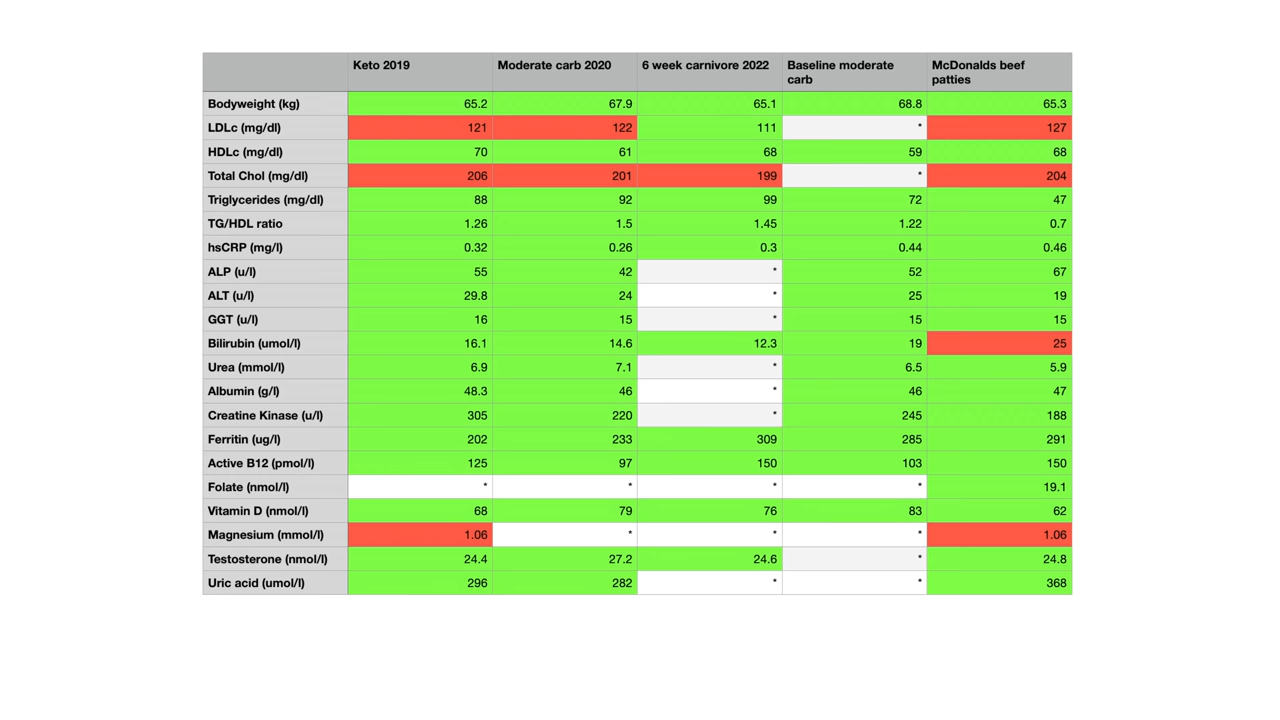 Keto 2019 Moderate carb 2020 6 week carnivore 2022 Baseline moderate carb McDonalds beef patties
Bodyweight (kg) 65.2 67.9 65.1 68.8 65.3
LDLc (mg/dl) 121 122 111 * 127
HDLc (mg/dl) 70 61 68 59 68
Total Chol (mg/dl) 206 201 199 * 204
Triglycerides (mg/dl) 88 92 99 72 47
TG/HDL ratio 1.26 1.5 1.45 1.22 0.7
hsCRP (mg/l) 0.32 0.26 0.3 0.44 0.46
ALP (u/l) 55 42 * 52 67
ALT (u/l) 29.8 24 * 25 19
GGT (u/l) 16 15 * 15 15
Bilirubin (umol/l) 16.1 14.6 12.3 19 25
Urea (mmol/l) 6.9 7.1 * 6.5 5.9
Albumin (g/l) 48.3 46 * 46 47
Creatine Kinase (u/l) 305 220 * 245 188
Ferritin (ug/l) 202 233 309 285 291
Active B12 (pmol/l) 125 97 150 103 150
Folate (nmol/l) * * * * 19.1
Vitamin D (nmol/l) 68 79 76 83 62
Magnesium (mmol/l) 1.06 * * * 1.06
Testosterone (nmol/l) 24.4 27.2 24.6 * 24.8
Uric acid (umol/l) 296 282 * * 368